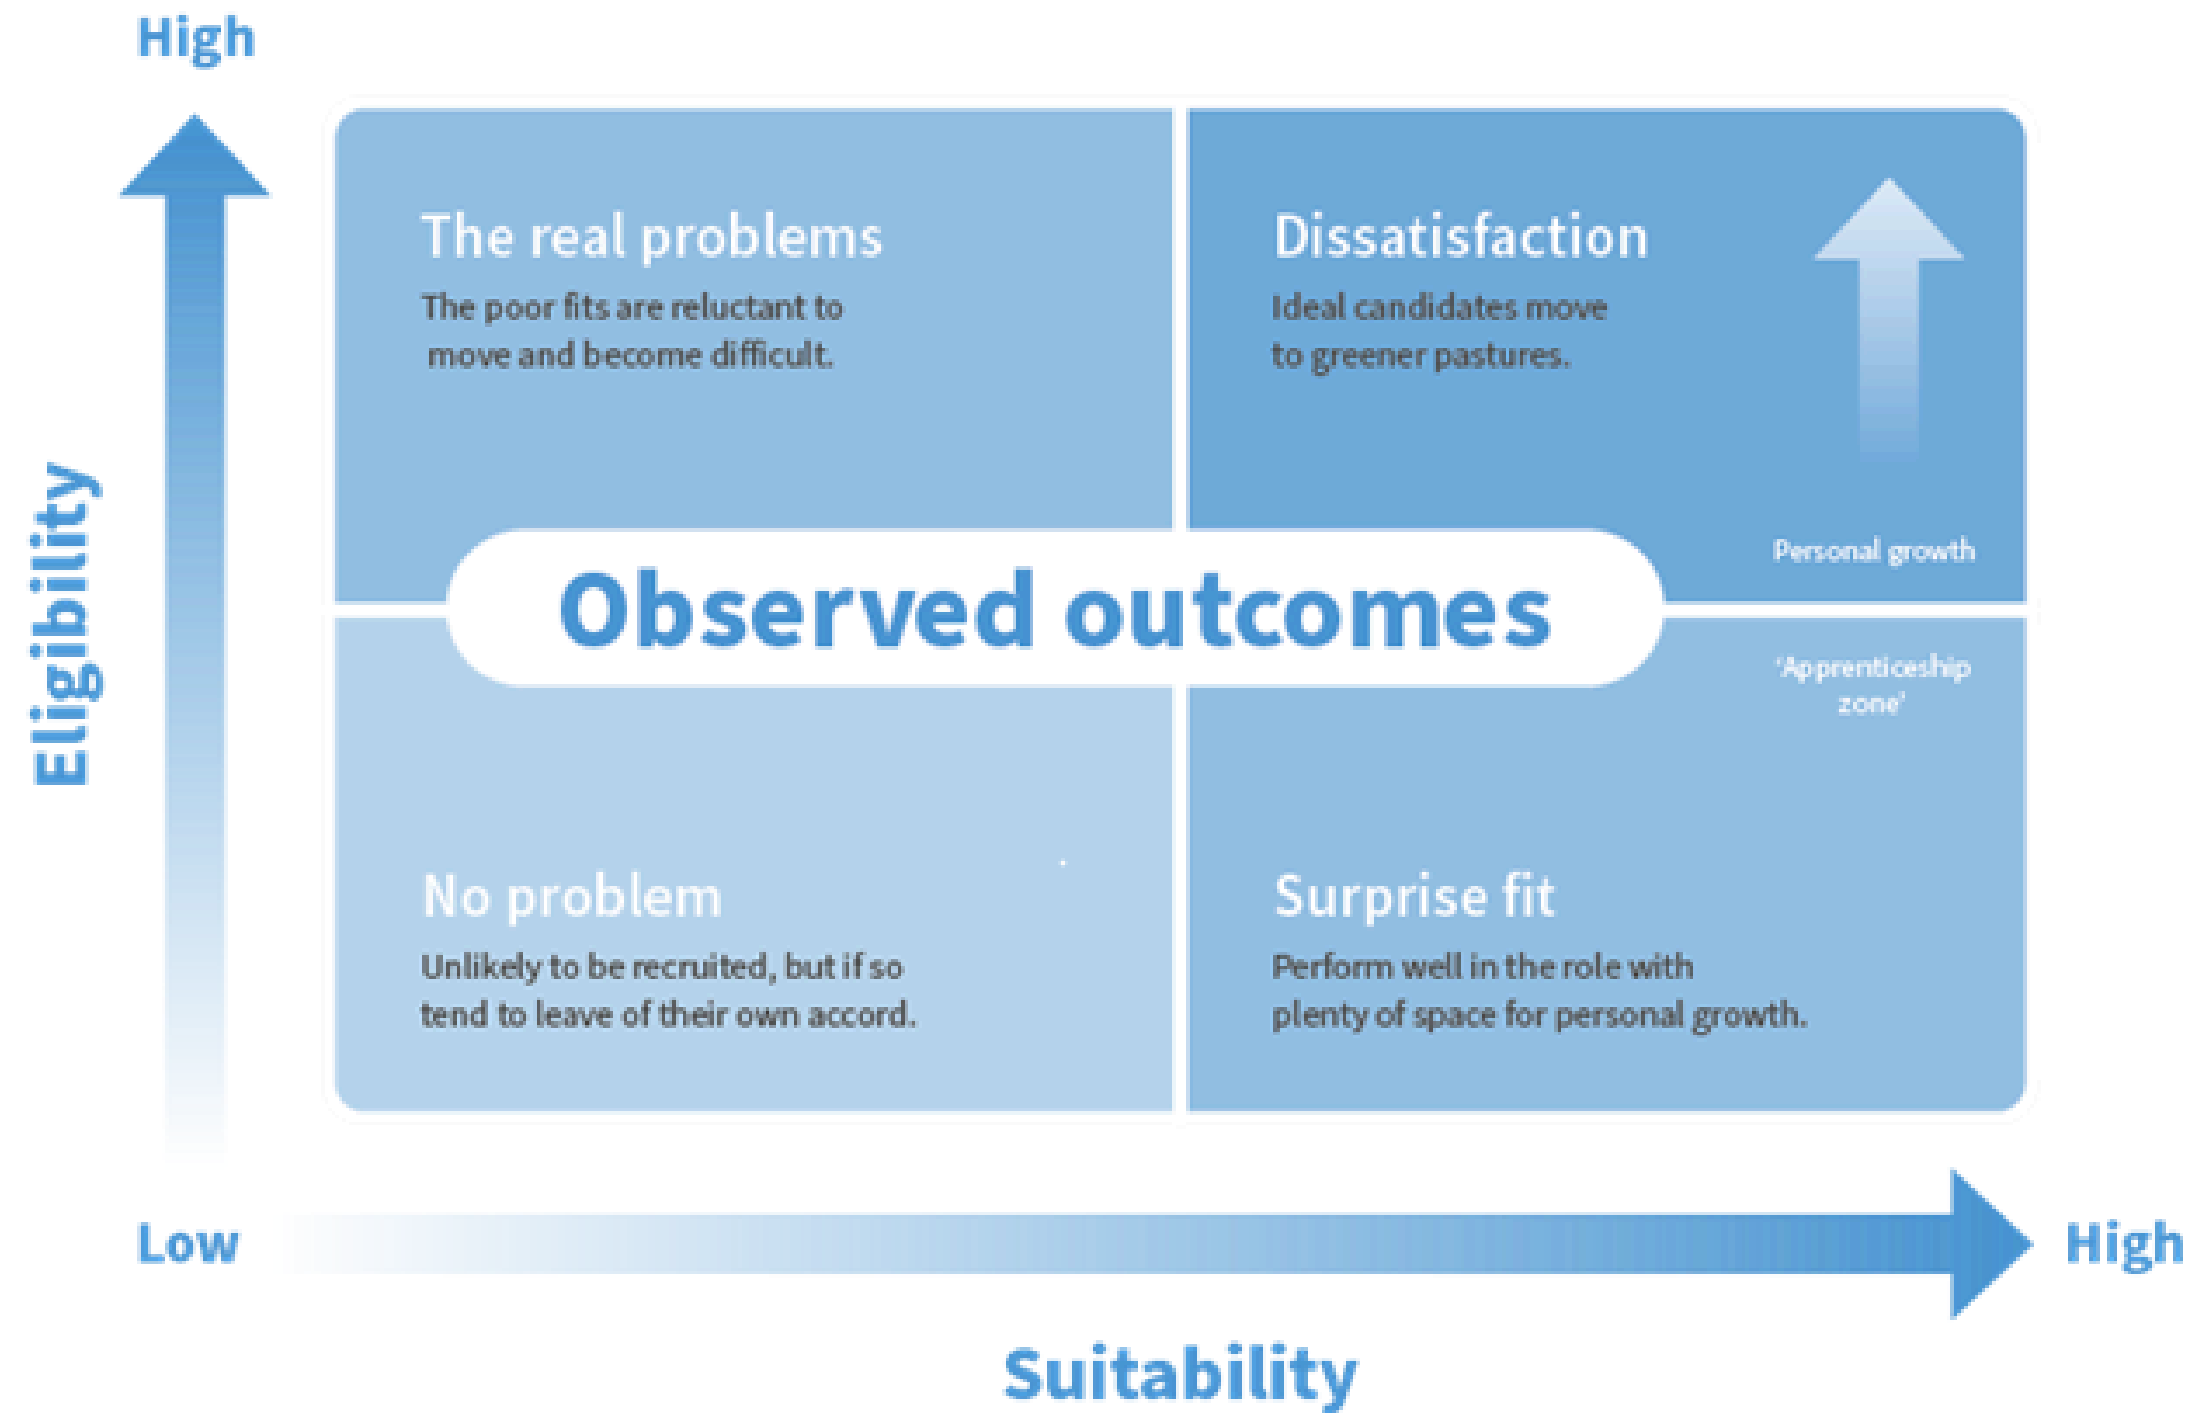 High
Eligibility
The real problems
The poor fits are reluctant to
move and become difficult.
Dissatisfaction
Ideal candidates move
to greener pastures.
Personal growth
Observed outcomes
'Apprenticeship
zone'
No problem
Unlikely to be recruited, but if so
tend to leave of their own accord.
Surprise fit
Perform well in the role with
plenty of space for personal growth.
Low
High
Suitability